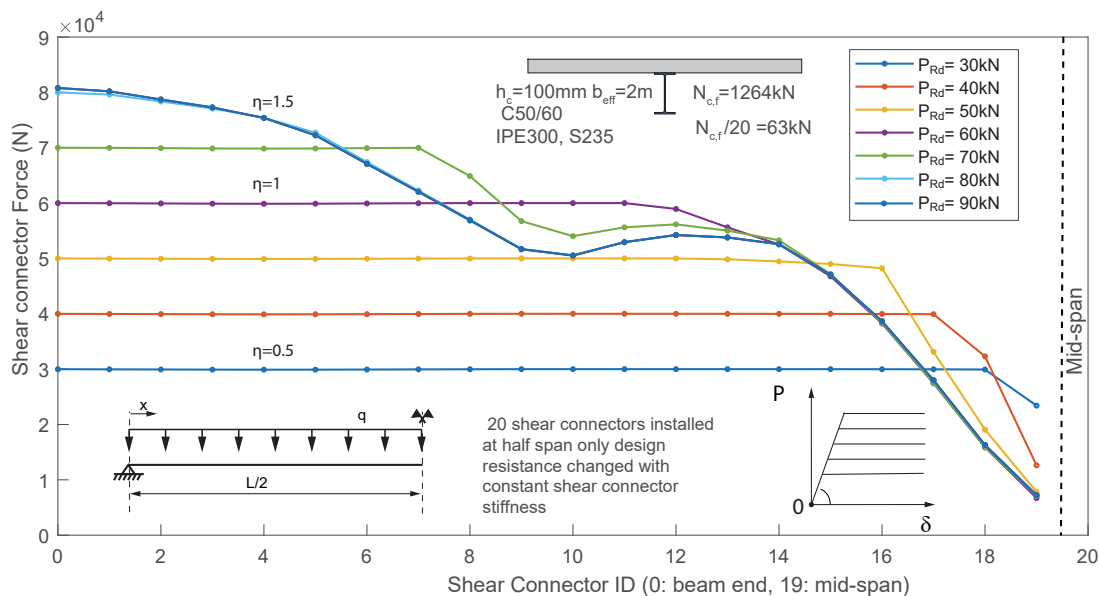 ×10⁴
9
8
7
6
5
4
3
2
1
0
Shear connector Force (N)
η=1.5
η=1
η=0.5
h_c=100mm b_eff=2m
C50/60
IPE300, S235
N_c,f=1264kN
N_c,f/20 =63kN
P_Rd= 30kN
P_Rd= 40kN
P_Rd= 50kN
P_Rd= 60kN
P_Rd= 70kN
P_Rd= 80kN
P_Rd= 90kN
Mid-span
x
q
L/2
20 shear connectors installed
at half span only design
resistance changed with
constant shear connector
stiffness
P
0
δ
0 2 4 6 8 10 12 14 16 18 20
Shear Connector ID (0: beam end, 19: mid-span)